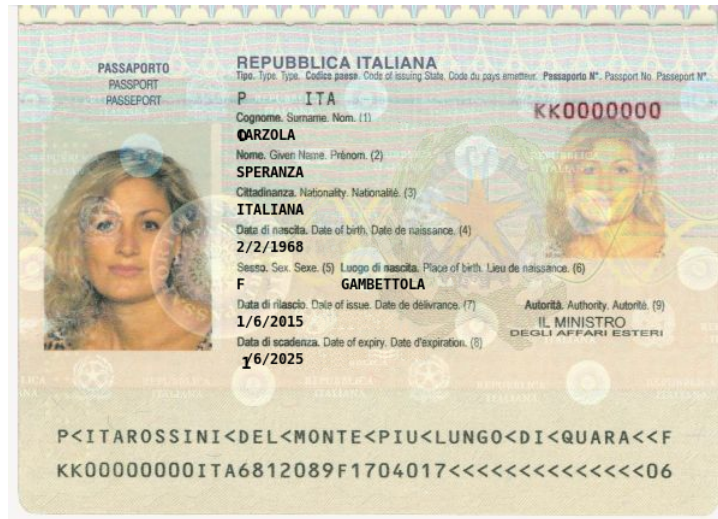 PASSAPORTO
PASSPORT
PASSEPORT
REPUBBLICA ITALIANA
Tipo. Type. Type. Codice paese. Code of issuing State. Code du pays émetteur. Passaporto N°. Passport No. Passeport N°.
P ITA
KK0000000
Cognome. Surname. Nom. (1)
CARZOLA
Nome. Given Name. Prénom. (2)
SPERANZA
Cittadinanza. Nationality. Nationalité. (3)
ITALIANA
Data di nascita. Date of birth. Date de naissance. (4)
2/2/1968
Sesso. Sex. Sexe. (5) Luogo di nascita. Place of birth. Lieu de naissance. (6)
F GAMBETTOLA
Data di rilascio. Date of issue. Date de délivrance. (7)
Autorità. Authority. Autorité. (9)
1/6/2015
IL MINISTRO
DEGLI AFFARI ESTERI
Data di scadenza. Date of expiry. Date d'expiration. (8)
1/6/2025
P<ITAROSSINI<DEL<MONTE<PIU<LUNGO<DI<QUARA<<F
KK00000000ITA6812089F1704017<<<<<<<<<<<<<<06